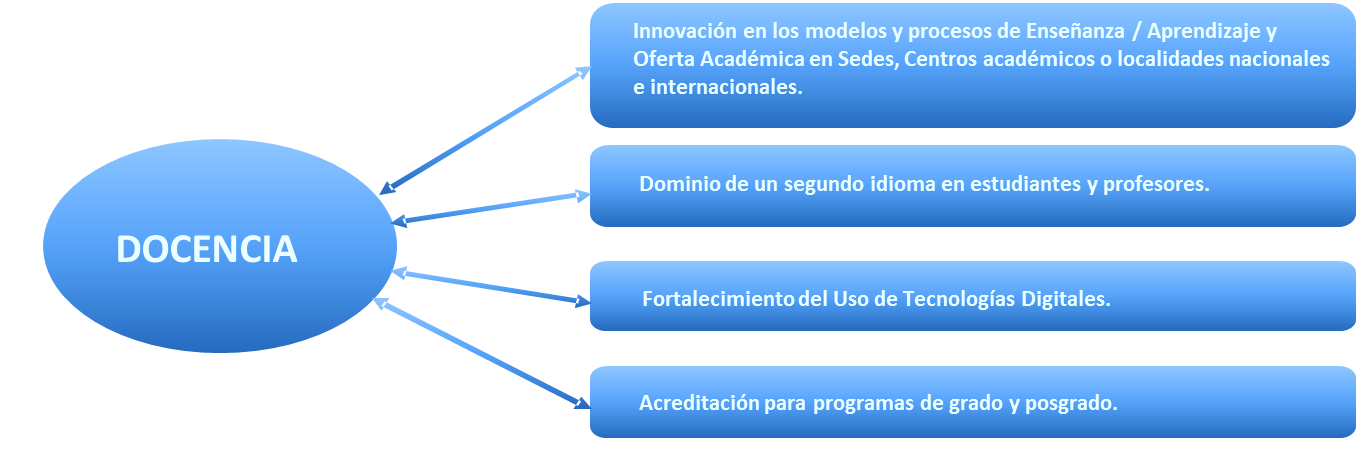 Innovación en los modelos y procesos de Enseñanza / Aprendizaje y
Oferta Académica en Sedes, Centros académicos o localidades nacionales
e internacionales.
Dominio de un segundo idioma en estudiantes y profesores.
DOCENCIA
Fortalecimiento del Uso de Tecnologías Digitales.
Acreditación para programas de grado y posgrado.